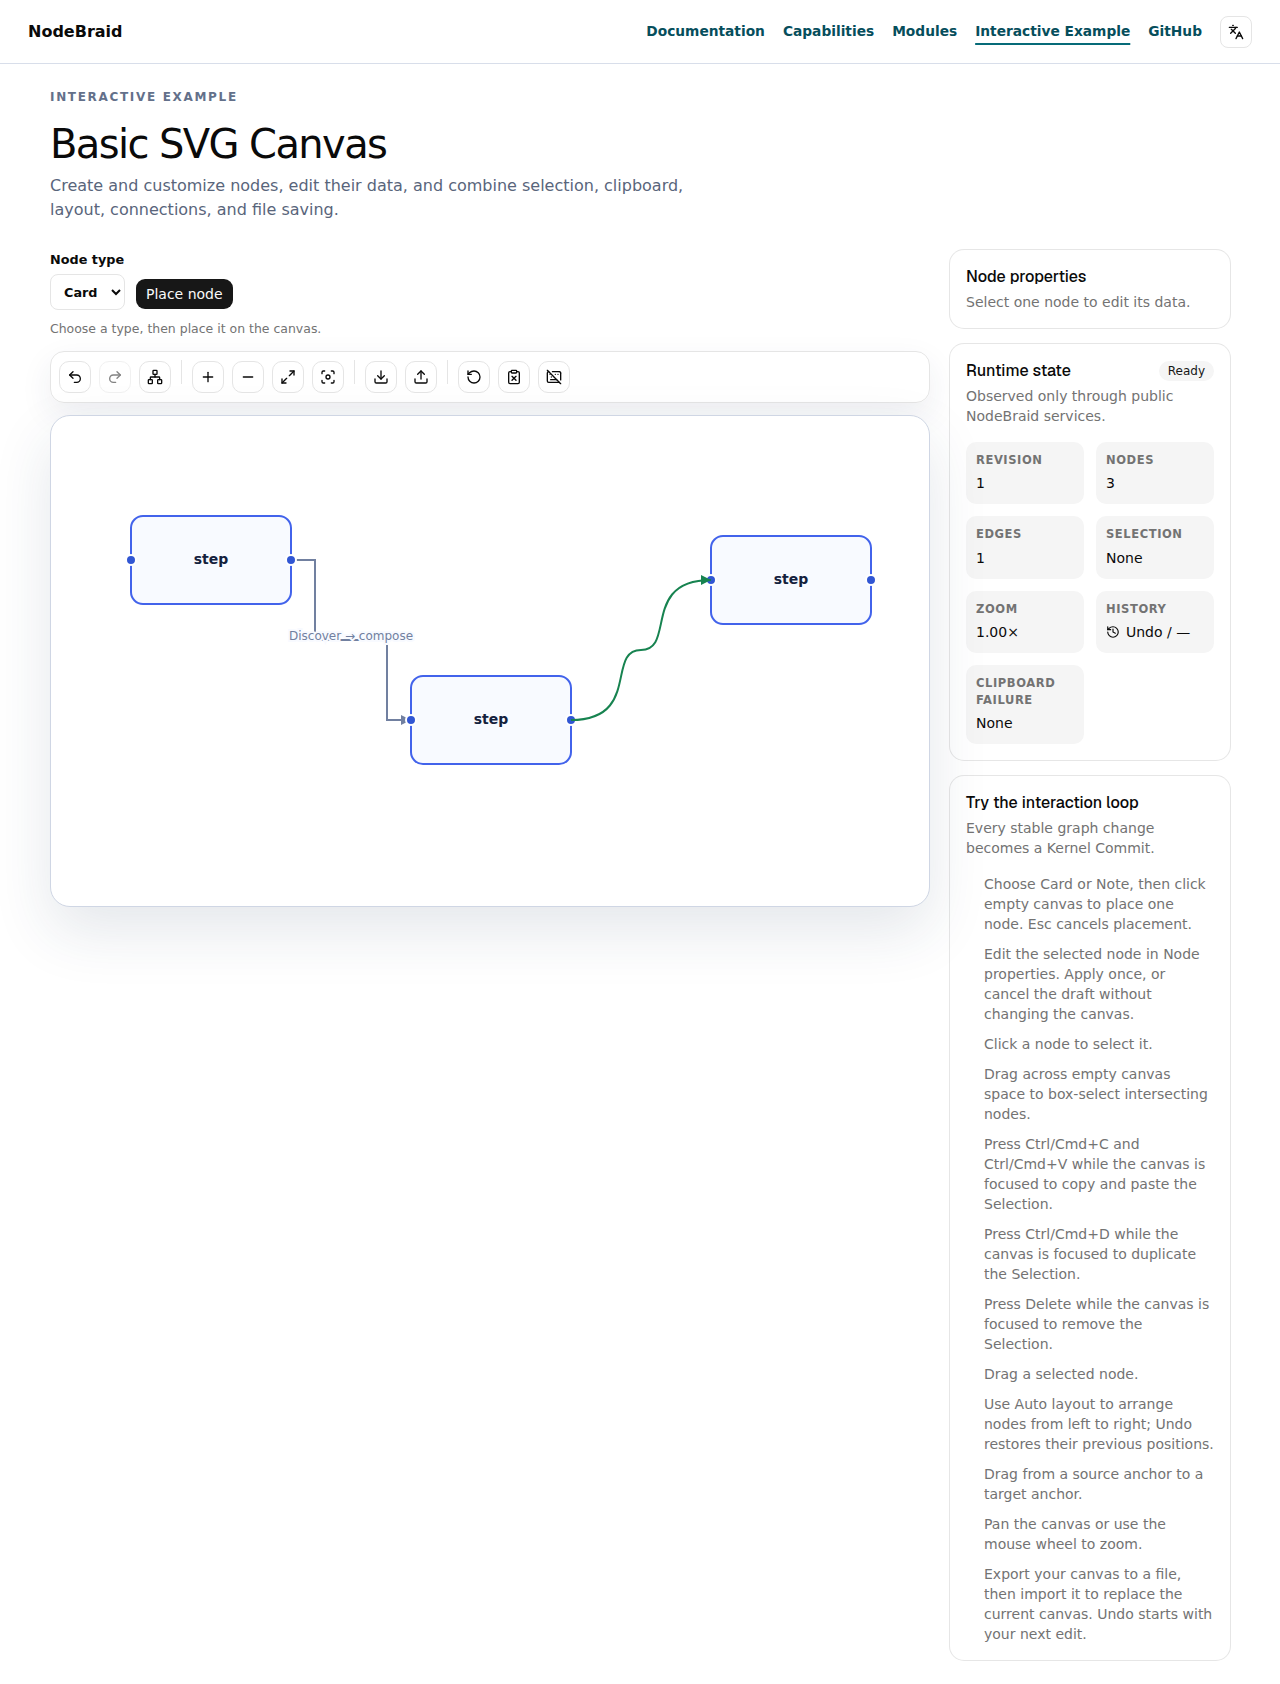 NodeBraid
Documentation
Capabilities
Modules
Interactive Example
GitHub
INTERACTIVE EXAMPLE
Basic SVG Canvas
Create and customize nodes, edit their data, and combine selection, clipboard,
layout, connections, and file saving.
Node type
Card
Place node
Choose a type, then place it on the canvas.
step
Discover → compose
step
step
Node properties
Select one node to edit its data.
Runtime state
Ready
Observed only through public
NodeBraid services.
REVISION
1
NODES
3
EDGES
1
SELECTION
None
ZOOM
1.00×
HISTORY
Undo / —
CLIPBOARD
FAILURE
None
Try the interaction loop
Every stable graph change
becomes a Kernel Commit.
Choose Card or Note, then click
empty canvas to place one
node. Esc cancels placement.
Edit the selected node in Node
properties. Apply once, or
cancel the draft without
changing the canvas.
Click a node to select it.
Drag across empty canvas
space to box-select intersecting
nodes.
Press Ctrl/Cmd+C and
Ctrl/Cmd+V while the canvas is
focused to copy and paste the
Selection.
Press Ctrl/Cmd+D while the
canvas is focused to duplicate
the Selection.
Press Delete while the canvas is
focused to remove the
Selection.
Drag a selected node.
Use Auto layout to arrange
nodes from left to right; Undo
restores their previous positions.
Drag from a source anchor to a
target anchor.
Pan the canvas or use the
mouse wheel to zoom.
Export your canvas to a file,
then import it to replace the
current canvas. Undo starts with
your next edit.